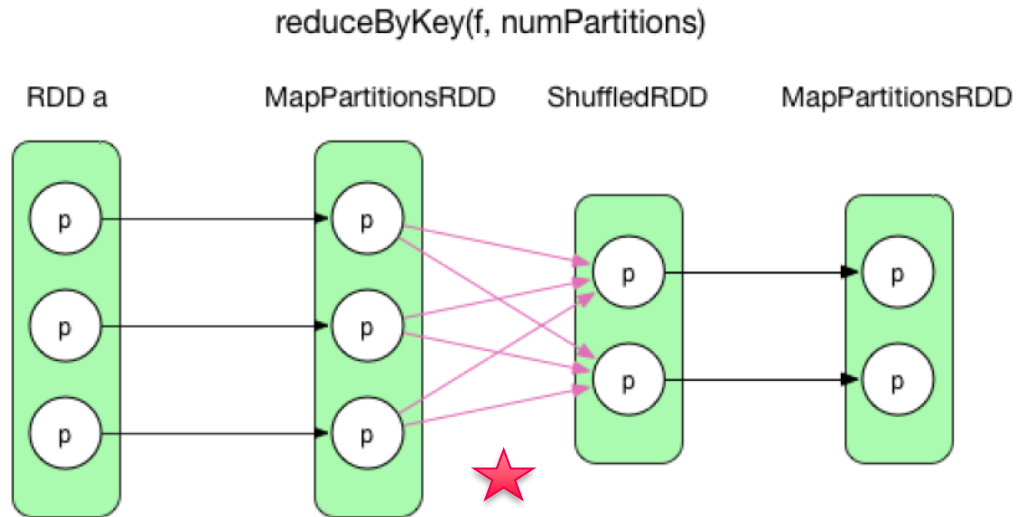 reduceByKey(f, numPartitions)
RDD a MapPartitionsRDD ShuffledRDD MapPartitionsRDD
p p
p p
p p
p p
p p